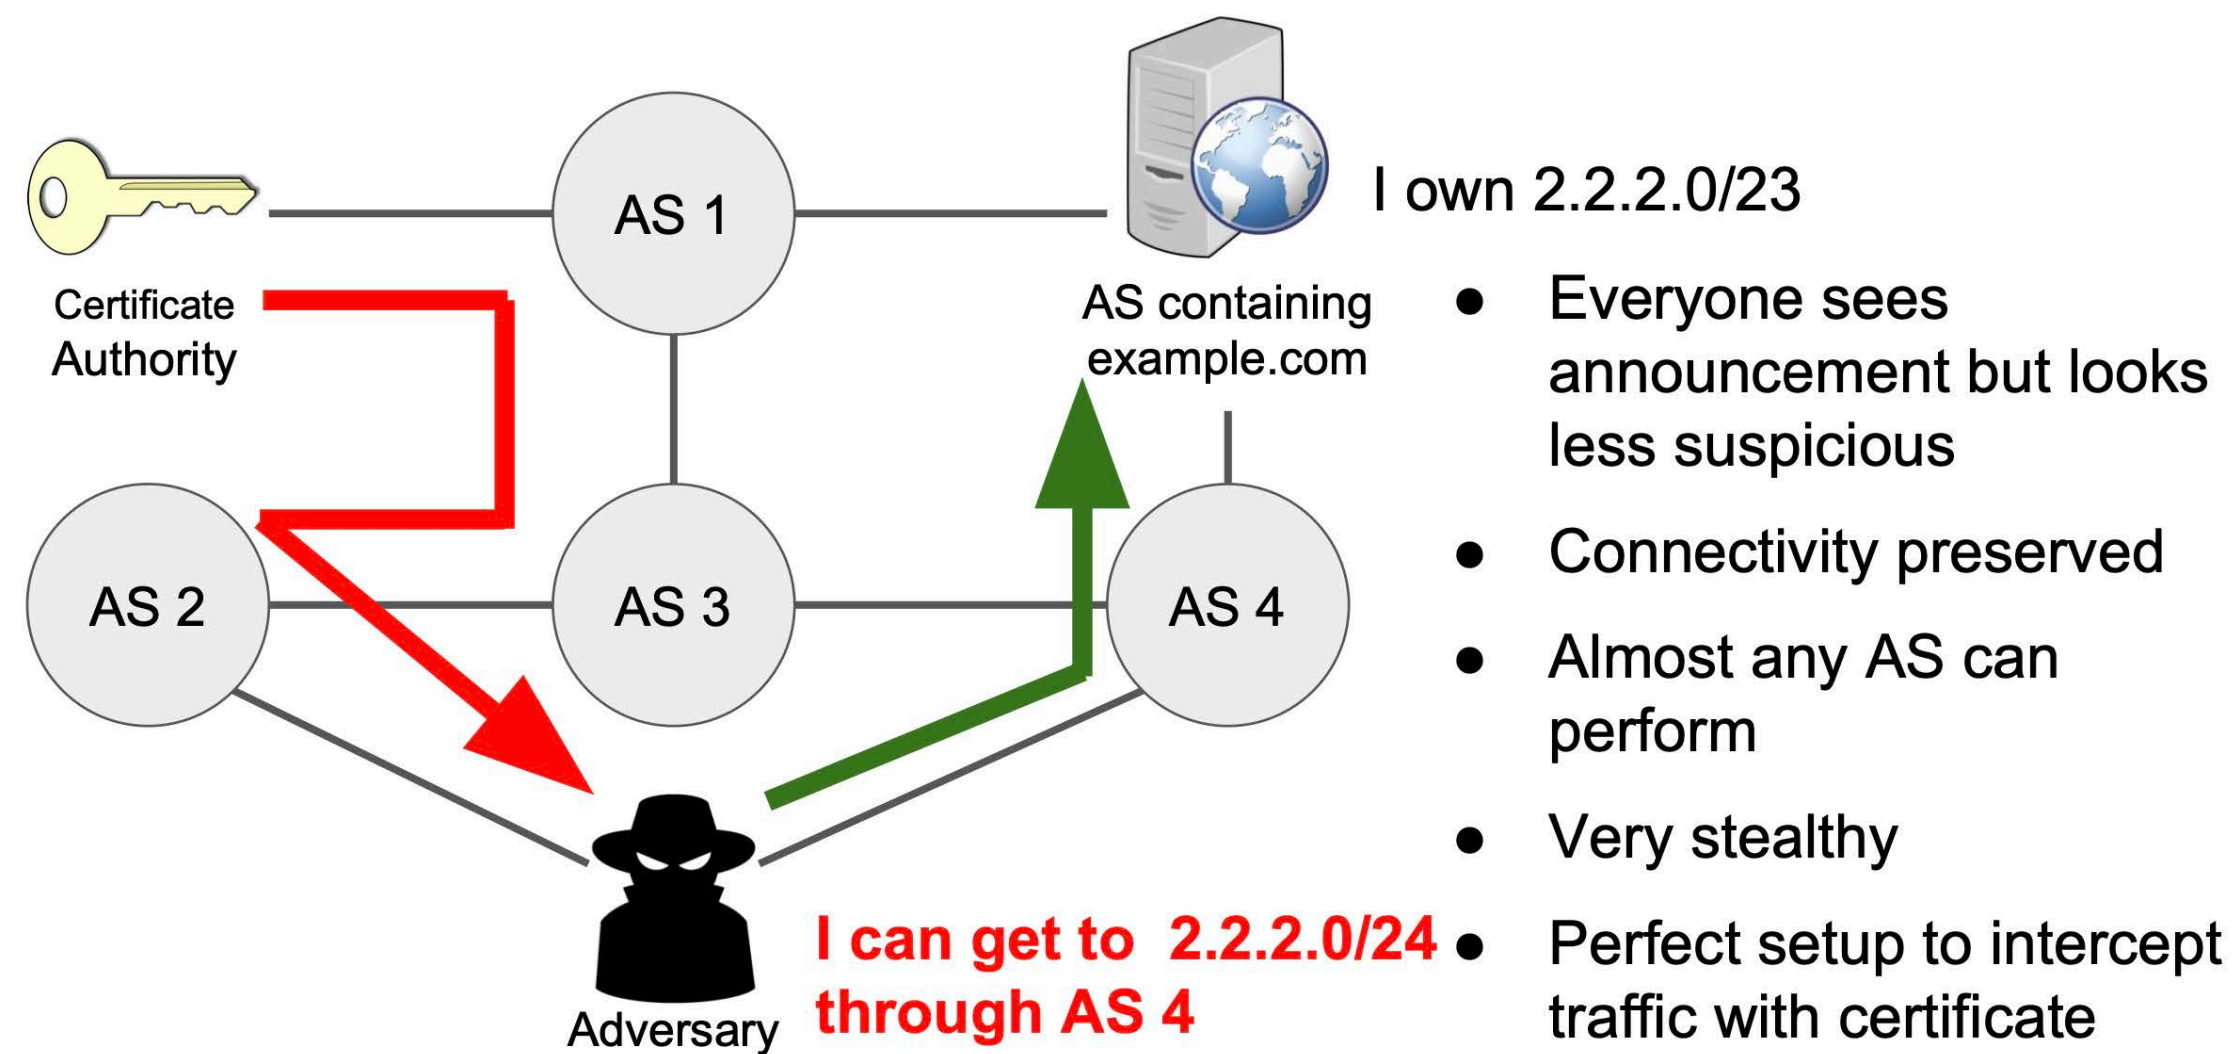 AS 1
I own 2.2.2.0/23
Certificate
Authority
AS containing
example.com
● Everyone sees
announcement but looks
less suspicious
● Connectivity preserved
AS 2
AS 3
AS 4
● Almost any AS can
perform
● Very stealthy
I can get to 2.2.2.0/24
through AS 4
● Perfect setup to intercept
traffic with certificate
Adversary